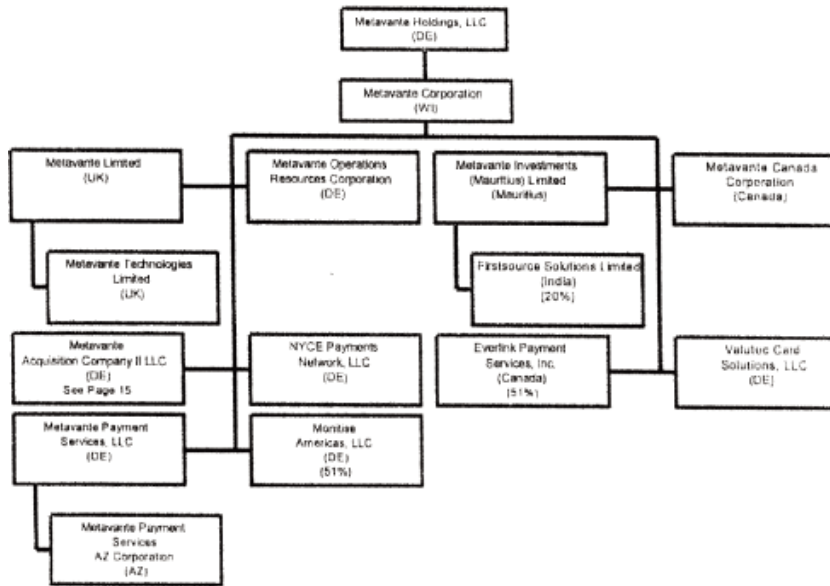 Metavante Holdings, LLC
(DE)
Metavante Corporation
(WI)
Metavante Limited
(UK)
Metavante Operations
Resources Corporation
(DE)
Metavante Investments
(Mauritius) Limited
(Mauritius)
Metavante Canada
Corporation
(Canada)
Metavante Technologies
Limited
(UK)
Firstsource Solutions Limited
(India)
(20%)
Metavante
Acquisition Company II LLC
(DE)
See Page 15
NYCE Payments
Network, LLC
(DE)
Everlink Payment
Services, Inc.
(Canada)
(51%)
Valutec Card
Solutions, LLC
(DE)
Metavante Payment
Services, LLC
(DE)
Monitise
Americas, LLC
(DE)
(51%)
Metavante Payment
Services
AZ Corporation
(AZ)